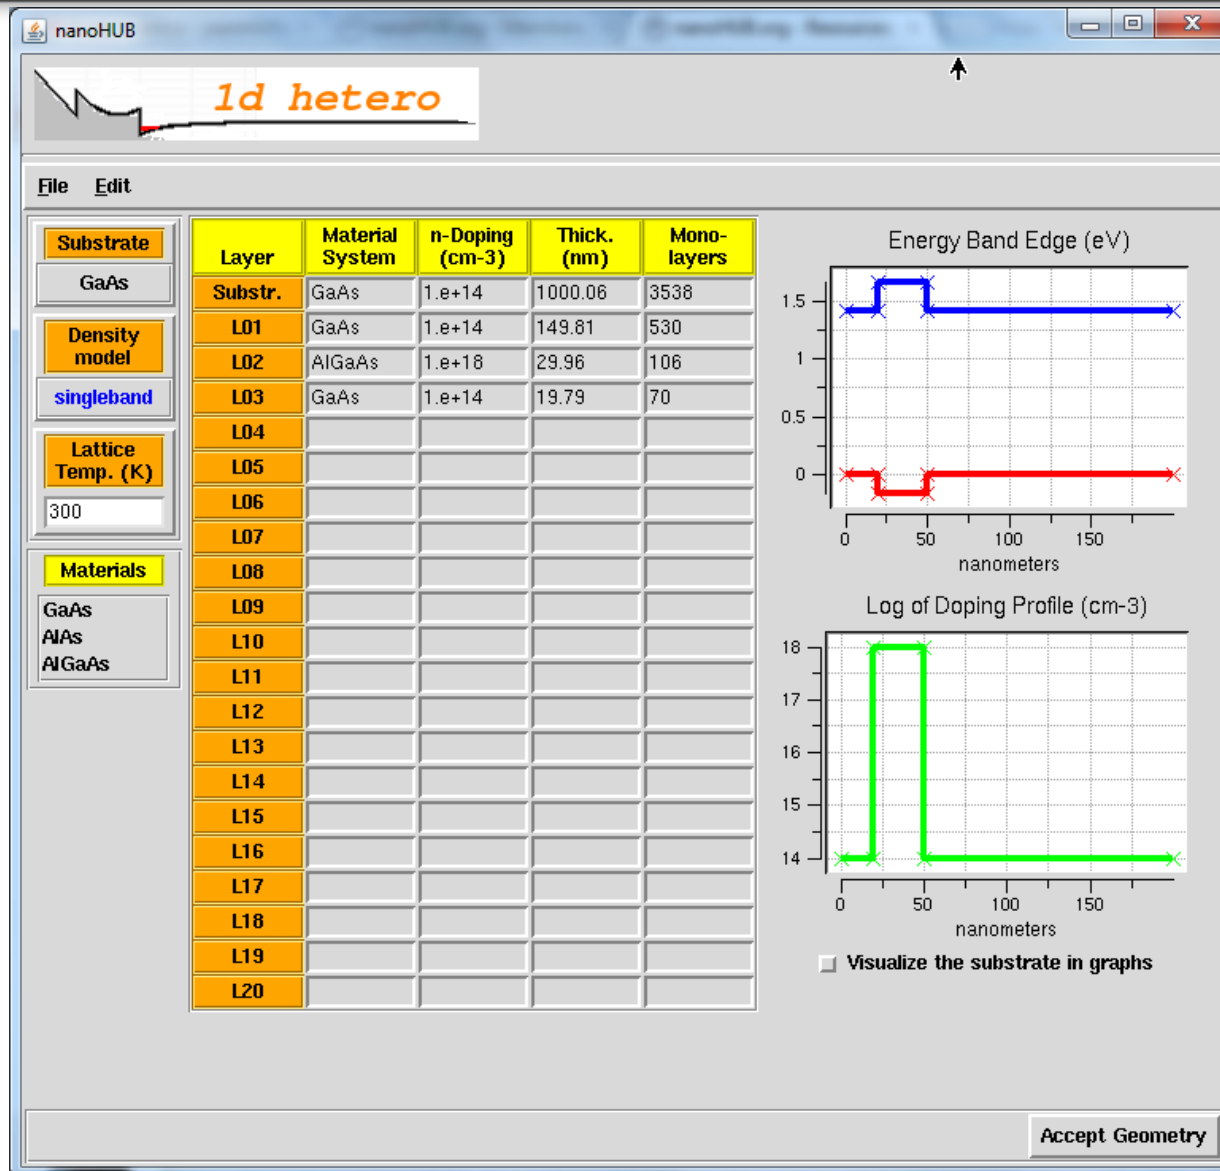 nanoHUB
1d hetero
File Edit
Substrate
GaAs
Density
model
singleband
Lattice
Temp. (K)
300
Materials
GaAs
AlAs
AlGaAs
Layer Material System n-Doping (cm-3) Thick. (nm) Mono-layers
Substr. GaAs 1.e+14 1000.06 3538
L01 GaAs 1.e+14 149.81 530
L02 AlGaAs 1.e+18 29.96 106
L03 GaAs 1.e+14 19.79 70
L04
L05
L06
L07
L08
L09
L10
L11
L12
L13
L14
L15
L16
L17
L18
L19
L20
Energy Band Edge (eV)
1.5
1
0.5
0
0 50 100 150
nanometers
Log of Doping Profile (cm-3)
18
17
16
15
14
0 50 100 150
nanometers
Visualize the substrate in graphs
Accept Geometry